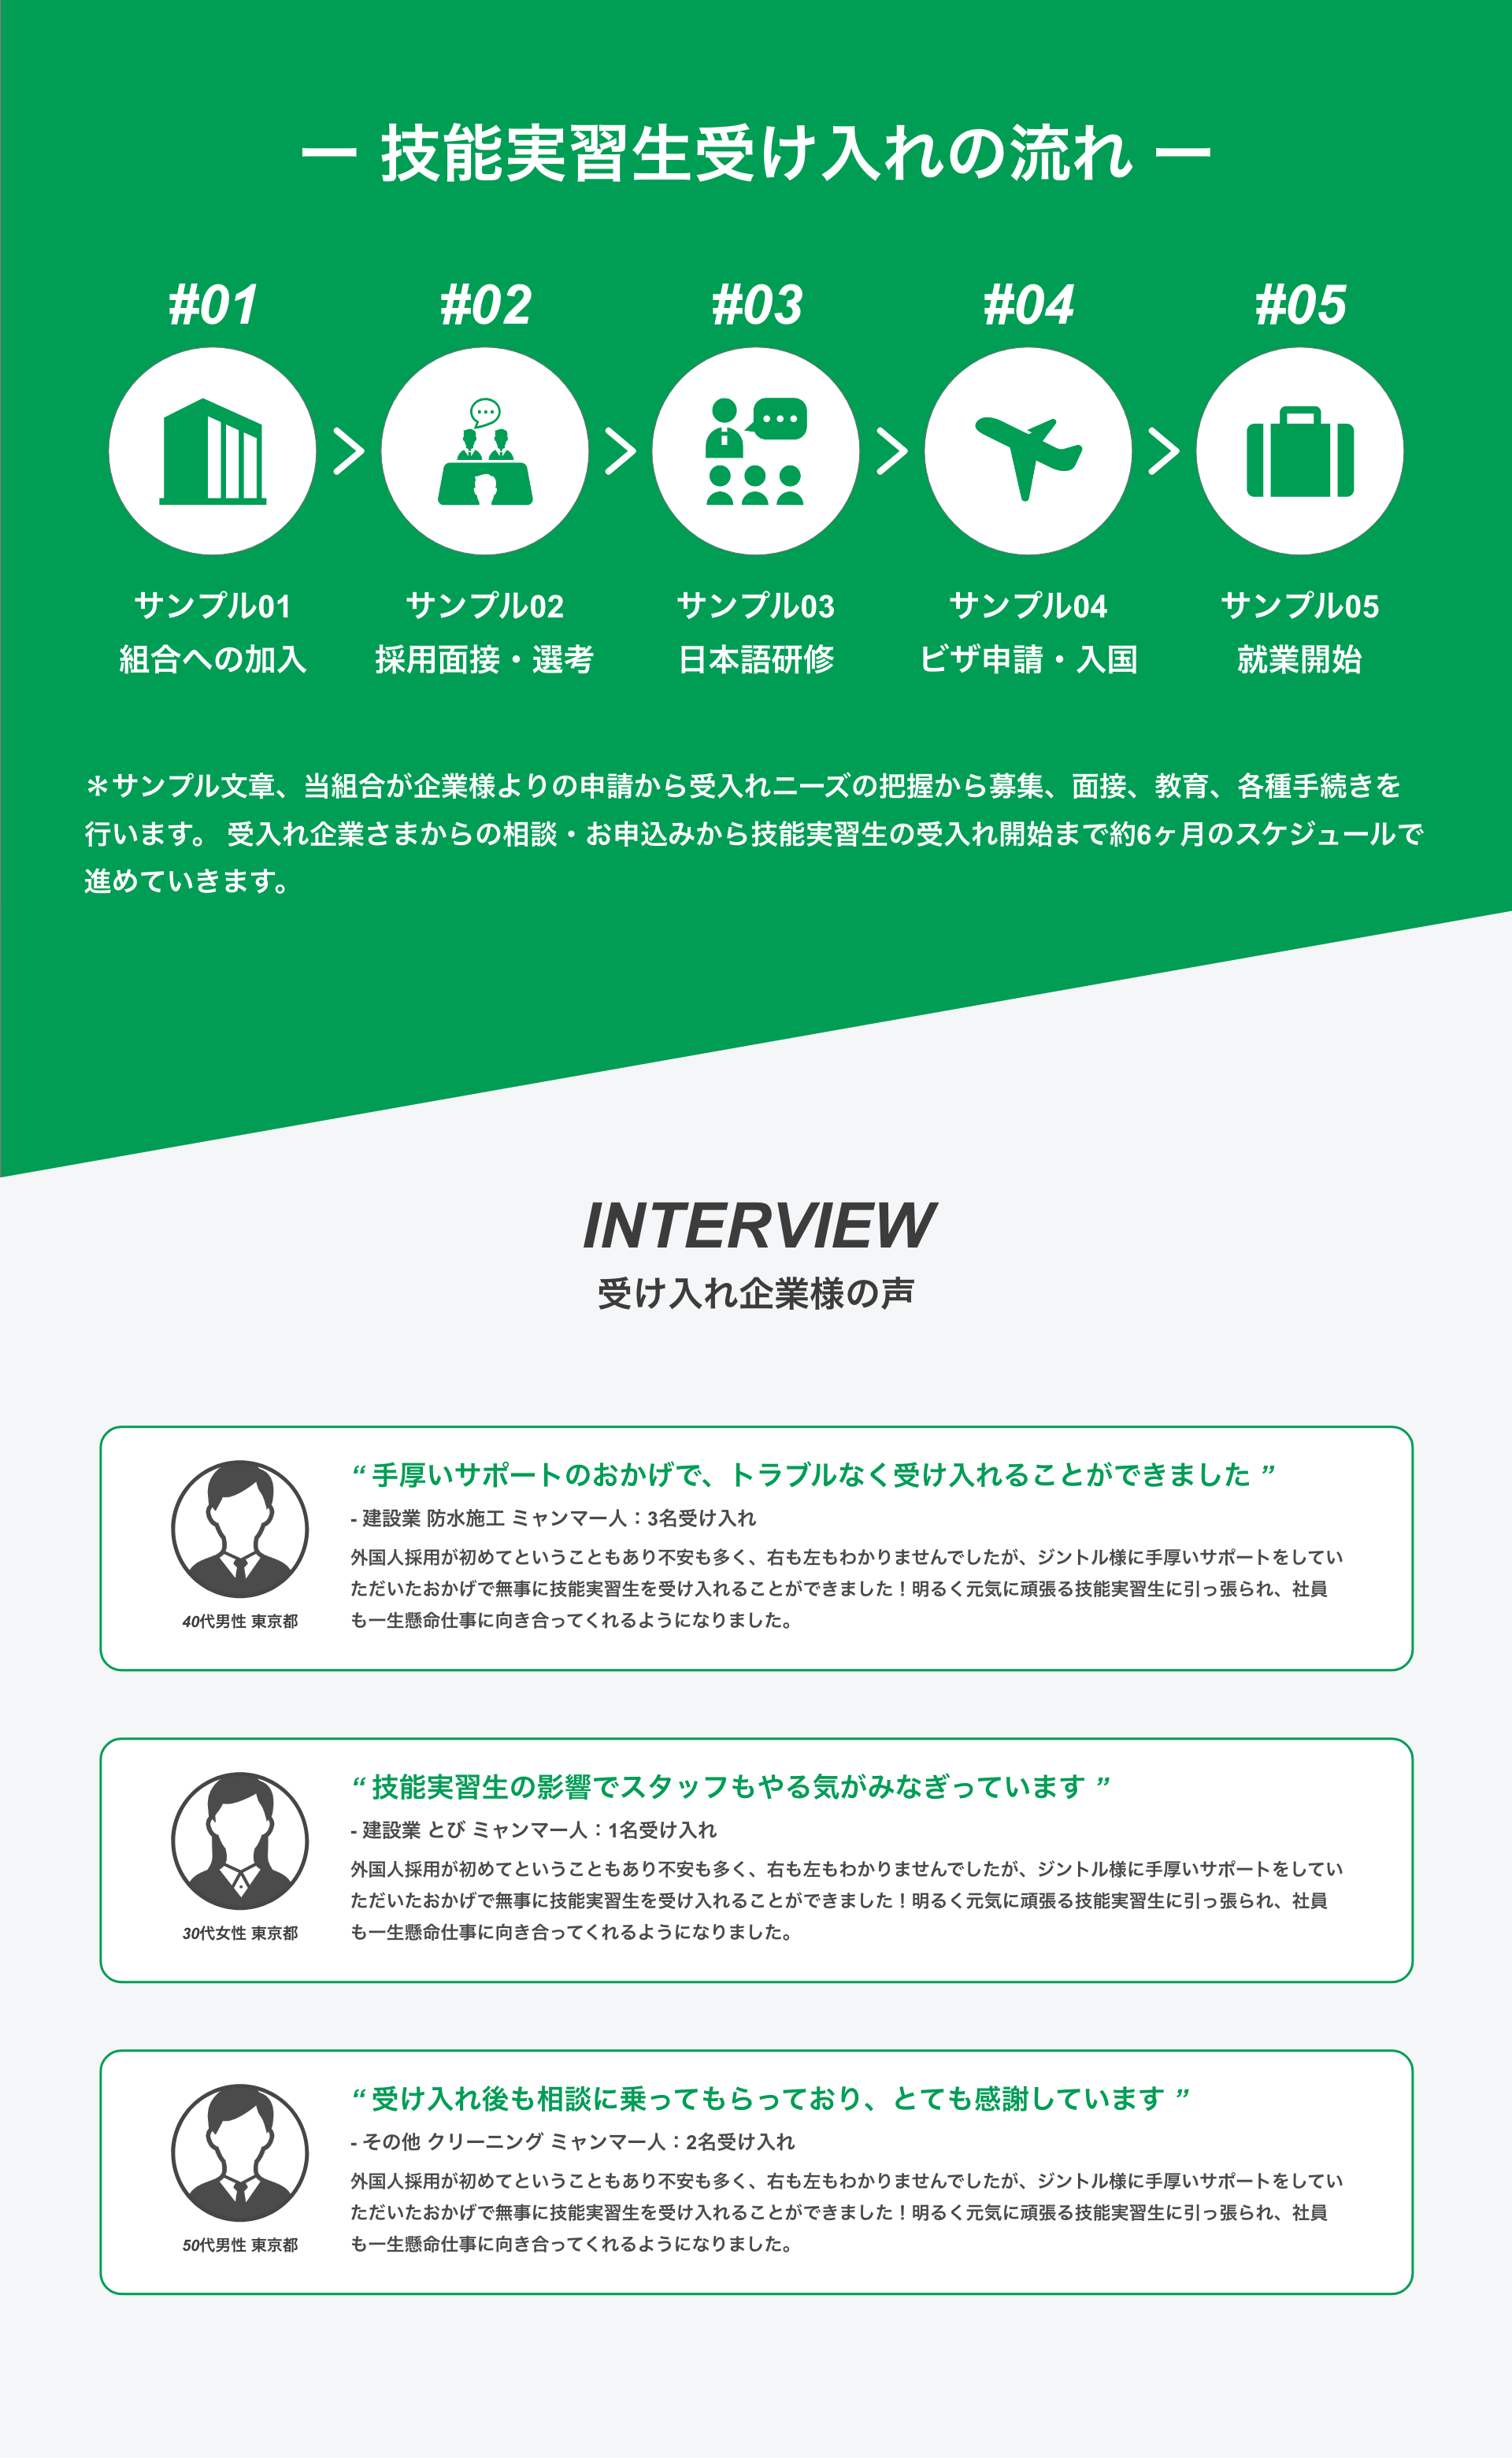 ー 技能実習生受け入れの流れ ー
#01
#02
#03
#04
#05
サンプル01
組合への加入
サンプル02
採用面接・選考
サンプル03
日本語研修
サンプル04
ビザ申請・入国
サンプル05
就業開始
＊サンプル文章、当組合が企業様よりの申請から受入れニーズの把握から募集、面接、教育、各種手続きを
行います。 受入れ企業さまからの相談・お申込みから技能実習生の受入れ開始まで約6ヶ月のスケジュールで
進めていきます。
INTERVIEW
受け入れ企業様の声
“ 手厚いサポートのおかげで、トラブルなく受け入れることができました ”
- 建設業 防水施工 ミャンマー人：3名受け入れ
外国人採用が初めてということもあり不安も多く、右も左もわかりませんでしたが、ジントル様に手厚いサポートをしてい
ただいたおかげで無事に技能実習生を受け入れることができました！明るく元気に頑張る技能実習生に引っ張られ、社員
も一生懸命仕事に向き合ってくれるようになりました。
40代男性 東京都
“ 技能実習生の影響でスタッフもやる気がみなぎっています ”
- 建設業 とび ミャンマー人：1名受け入れ
外国人採用が初めてということもあり不安も多く、右も左もわかりませんでしたが、ジントル様に手厚いサポートをしてい
ただいたおかげで無事に技能実習生を受け入れることができました！明るく元気に頑張る技能実習生に引っ張られ、社員
も一生懸命仕事に向き合ってくれるようになりました。
30代女性 東京都
“ 受け入れ後も相談に乗ってもらっており、とても感謝しています ”
- その他 クリーニング ミャンマー人：2名受け入れ
外国人採用が初めてということもあり不安も多く、右も左もわかりませんでしたが、ジントル様に手厚いサポートをしてい
ただいたおかげで無事に技能実習生を受け入れることができました！明るく元気に頑張る技能実習生に引っ張られ、社員
も一生懸命仕事に向き合ってくれるようになりました。
50代男性 東京都